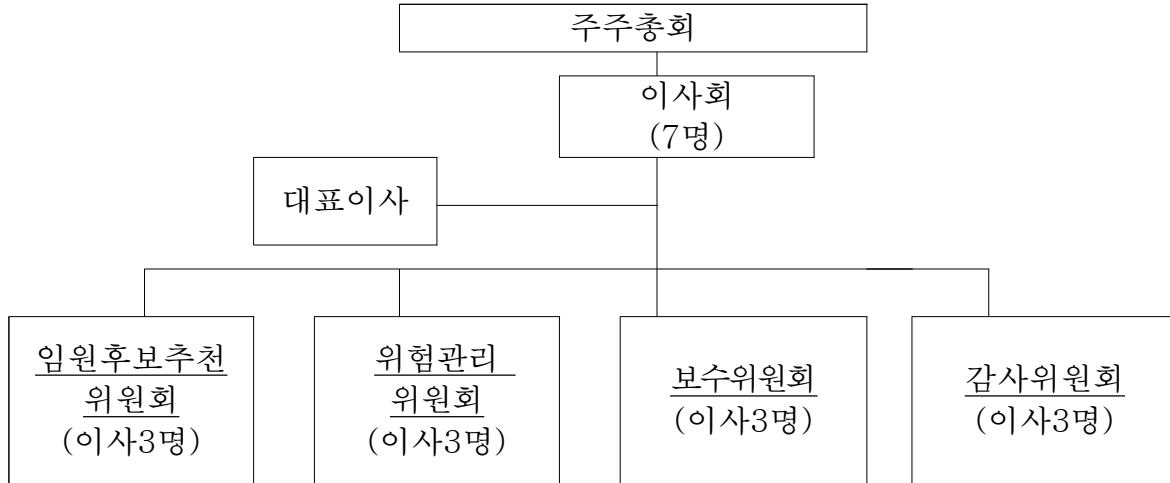 주주총회
이사회
(7명)
대표이사
임원후보추천
위원회
(이사3명)
위험관리
위원회
(이사3명)
보수위원회
(이사3명)
감사위원회
(이사3명)